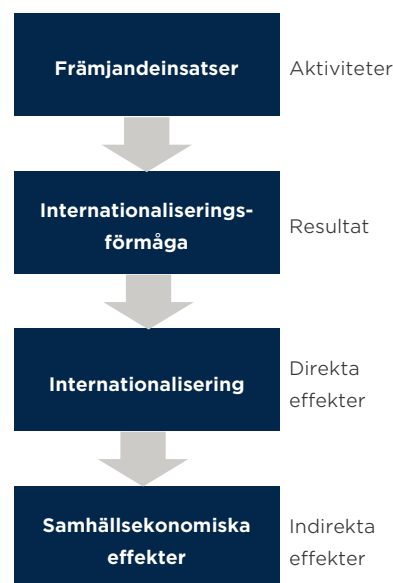 Främjandeinsatser
Aktiviteter
Internationaliserings-
förmåga
Resultat
Internationalisering
Direkta
effekter
Samhällsekonomiska
effekter
Indirekta
effekter